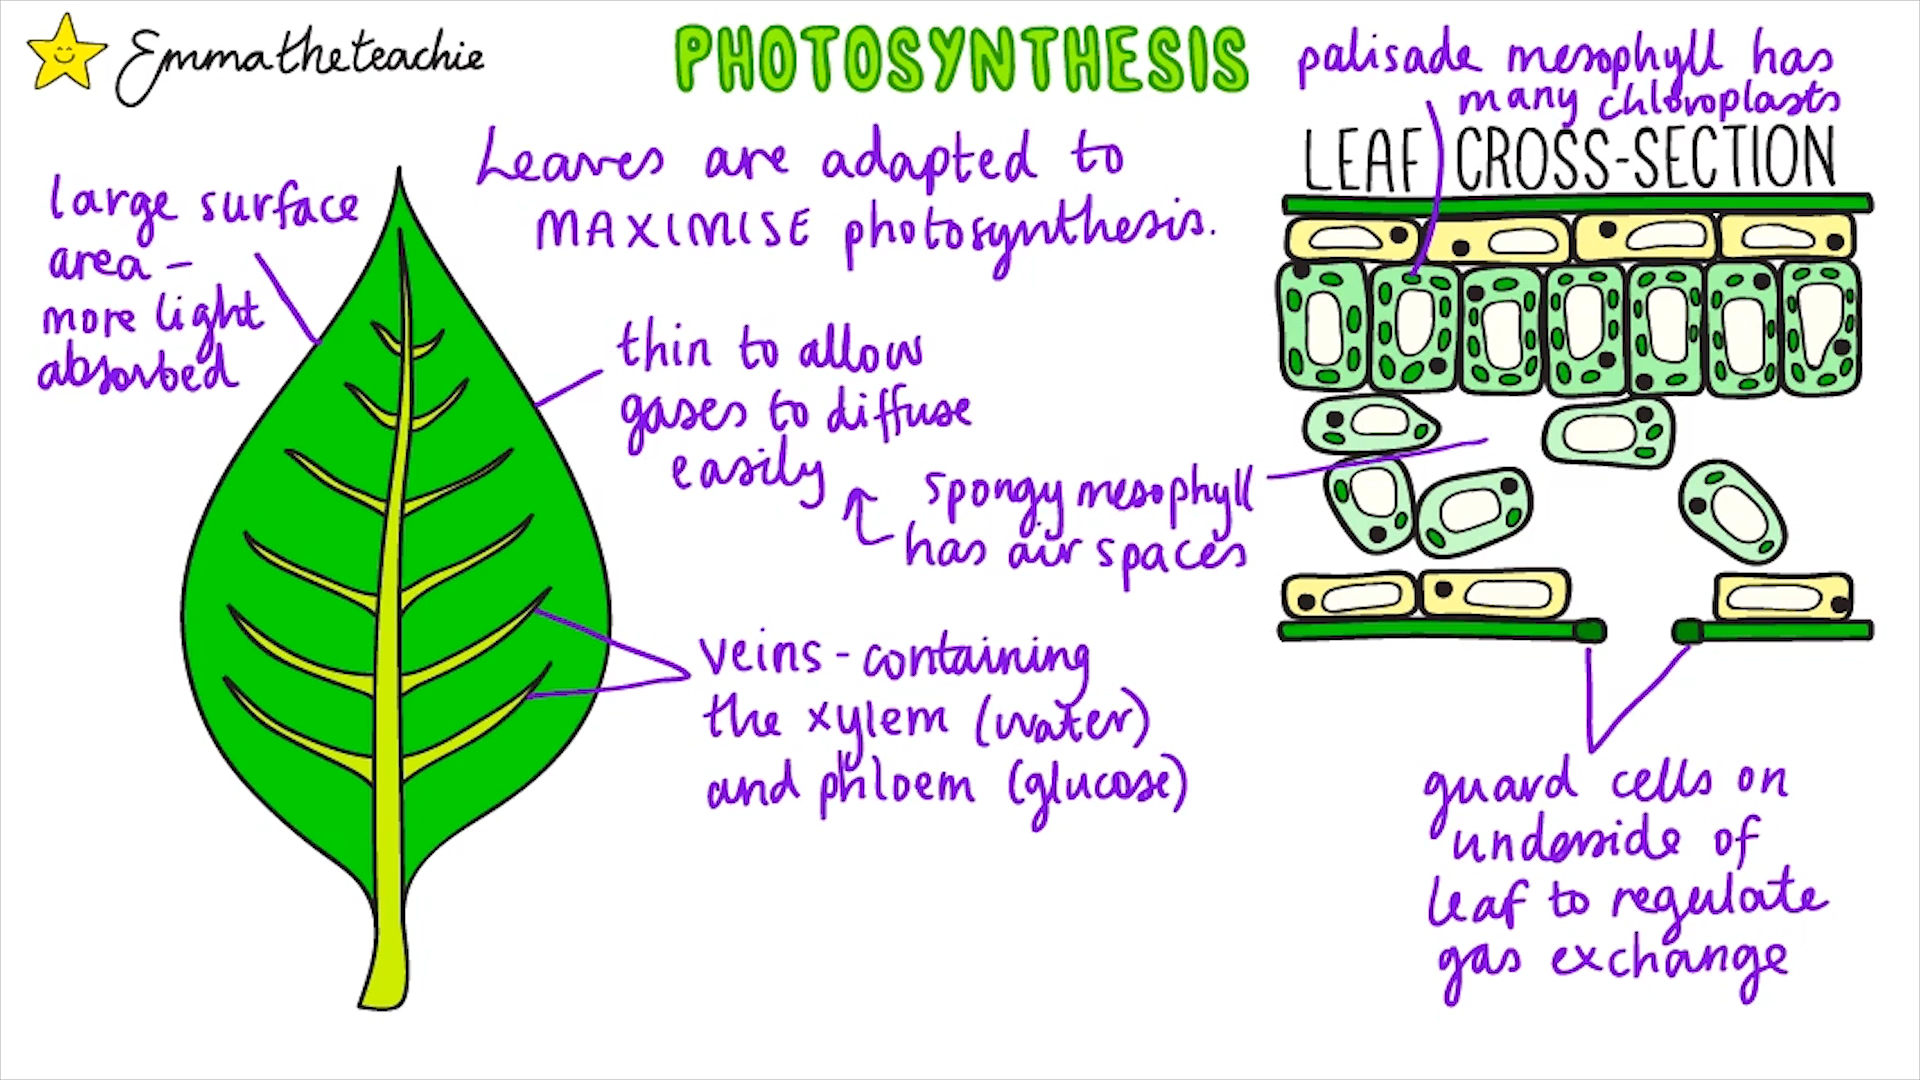 Emmatheteachie
PHOTOSYNTHESIS
Leaves are adapted to
MAXIMISE photosynthesis.
large surface
area -
more light
absorbed
thin to allow
gases to diffuse
easily
spongy mesophyll
has air spaces
veins - containing
the xylem (water)
and phloem (glucose)
palisade mesophyll has
many chloroplasts
LEAF CROSS-SECTION
guard cells on
underside of
leaf to regulate
gas exchange